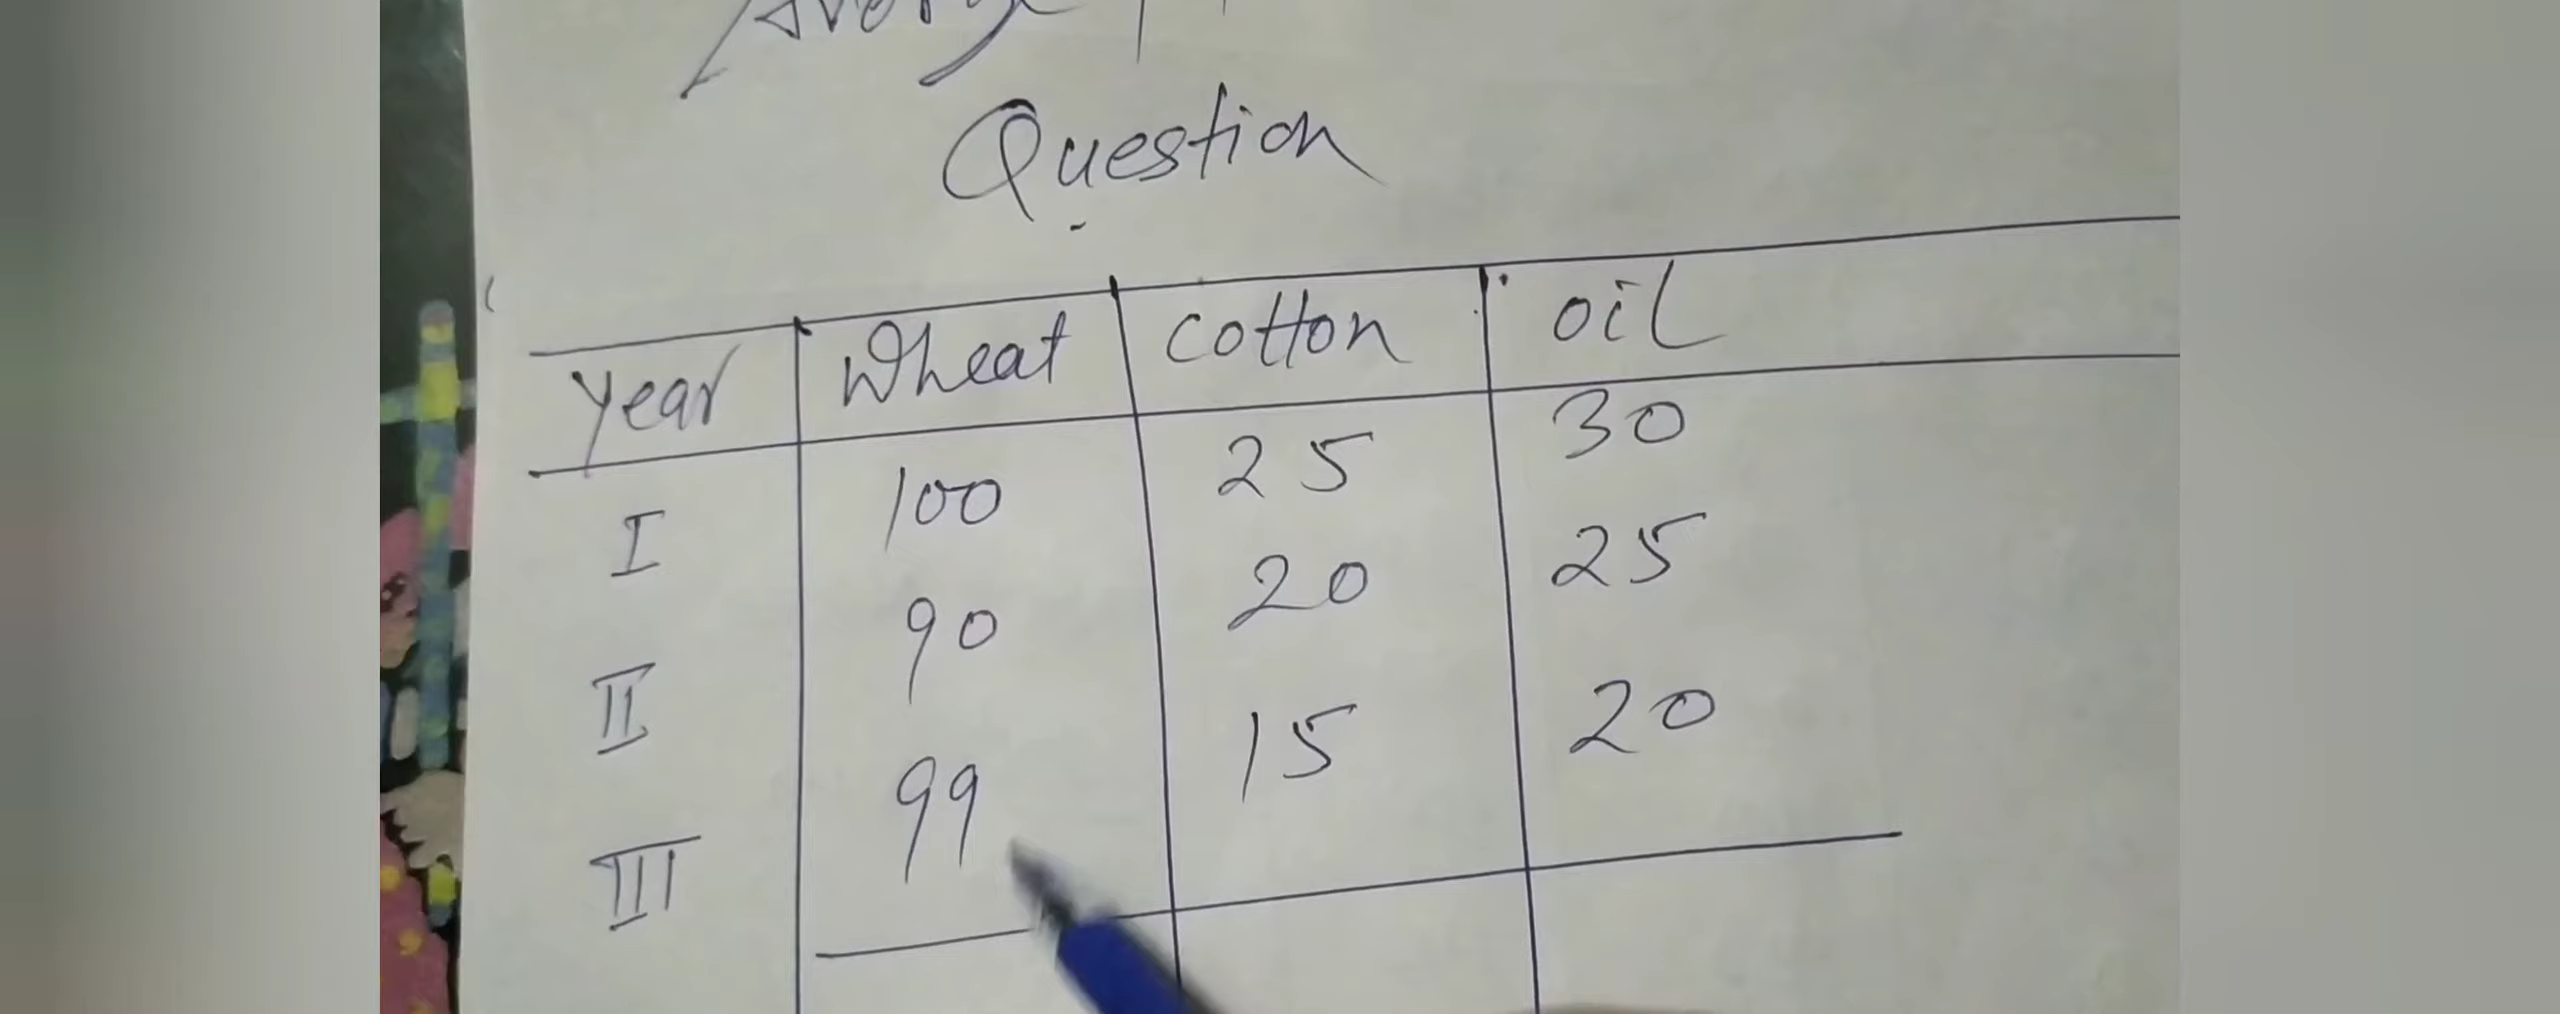 Question
Year Wheat cotton oil
I 100 25 30
II 90 20 25
III 99 15 20